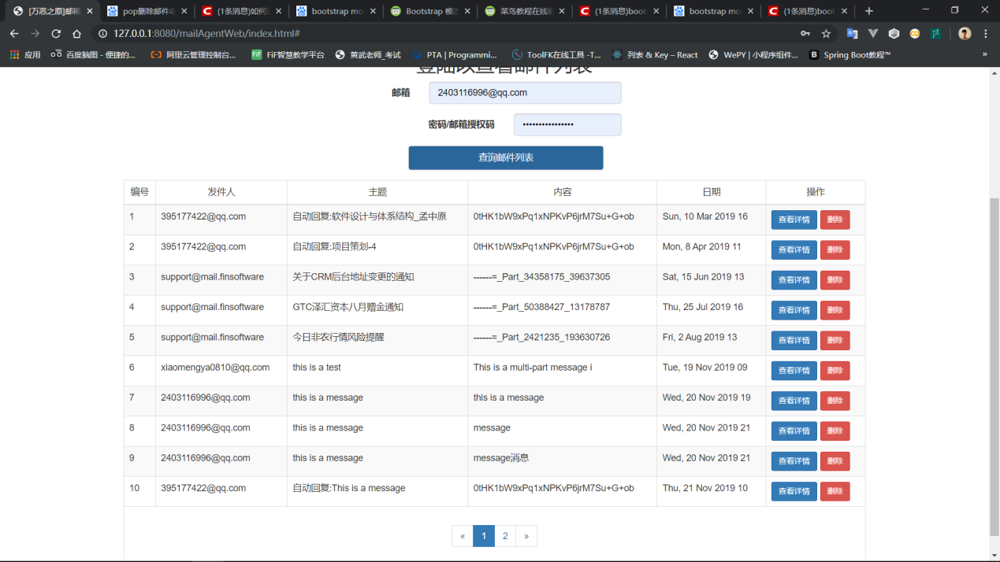 [万恶之原]邮箱
pop删除邮件命
(1条消息)如何
bootstrap mo
Bootstrap 模态
菜鸟教程在线编
(1条消息)boot
bootstrap mo
(1条消息)boot
127.0.0.1:8080/mailAgentWeb/index.html#
应用 百度脑图 - 便捷的... 阿里云管理控制台... FiF智慧教学平台 黄武老师_考试 PTA | Programmi... ToolFK在线工具 -T... 列表 & Key – React WePY | 小程序组件... Spring Boot教程™ »
登陆以查看邮件列表
邮箱 2403116996@qq.com
密码/邮箱授权码 ••••••••••••••••
查询邮件列表
编号 发件人 主题 内容 日期 操作
1 395177422@qq.com 自动回复:软件设计与体系结构_孟中原 0tHK1bW9xPq1xNPKvP6jrM7Su+G+ob Sun, 10 Mar 2019 16 查看详情 删除
2 395177422@qq.com 自动回复:项目策划-4 0tHK1bW9xPq1xNPKvP6jrM7Su+G+ob Mon, 8 Apr 2019 11 查看详情 删除
3 support@mail.finsoftware 关于CRM后台地址变更的通知 ------=_Part_34358175_39637305 Sat, 15 Jun 2019 13 查看详情 删除
4 support@mail.finsoftware GTC泽汇资本八月赠金通知 ------=_Part_50388427_13178787 Thu, 25 Jul 2019 16 查看详情 删除
5 support@mail.finsoftware 今日非农行情风险提醒 ------=_Part_2421235_193630726 Fri, 2 Aug 2019 13 查看详情 删除
6 xiaomengya0810@qq.com this is a test This is a multi-part message i Tue, 19 Nov 2019 09 查看详情 删除
7 2403116996@qq.com this is a message this is a message Wed, 20 Nov 2019 19 查看详情 删除
8 2403116996@qq.com this is a message message Wed, 20 Nov 2019 21 查看详情 删除
9 2403116996@qq.com this is a message message消息 Wed, 20 Nov 2019 21 查看详情 删除
10 395177422@qq.com 自动回复:This is a message 0tHK1bW9xPq1xNPKvP6jrM7Su+G+ob Thu, 21 Nov 2019 10 查看详情 删除
« 1 2 »